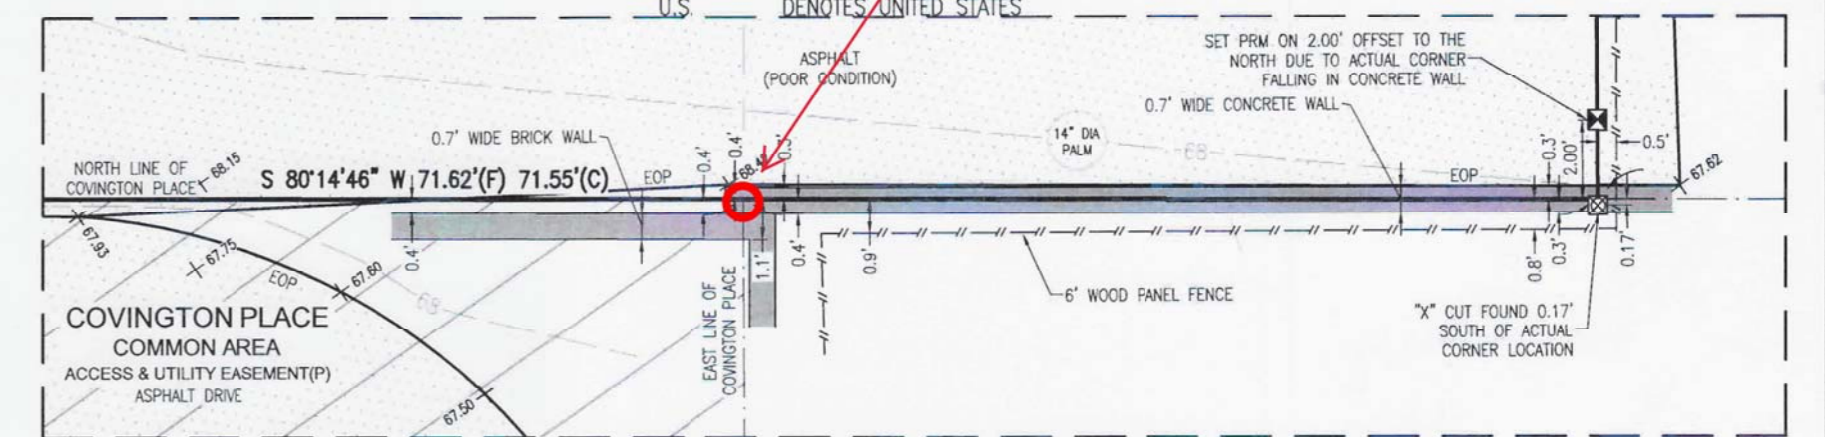 U.S. DENOTES UNITED STATES
ASPHALT
(POOR CONDITION)
SET PRM ON 2.00' OFFSET TO THE
NORTH DUE TO ACTUAL CORNER
FALLING IN CONCRETE WALL
0.7' WIDE CONCRETE WALL
0.7' WIDE BRICK WALL
14" DIA
PALM
68
NORTH LINE OF
COVINGTON PLACE
68.15
S 80°14'46" W 71.62'(F) 71.55'(C)
EOP
0.4'
0.4'
0.3'
EOP
0.3'
2.00'
0.5'
67.62
67.93
67.75
EOP
67.60
0.4'
68
1.1'
0.4'
0.9'
0.8'
0.3'
0.17'
6' WOOD PANEL FENCE
EAST LINE OF
COVINGTON PLACE
"X" CUT FOUND 0.17'
SOUTH OF ACTUAL
CORNER LOCATION
COVINGTON PLACE
COMMON AREA
ACCESS & UTILITY EASEMENT(P)
ASPHALT DRIVE
67.50